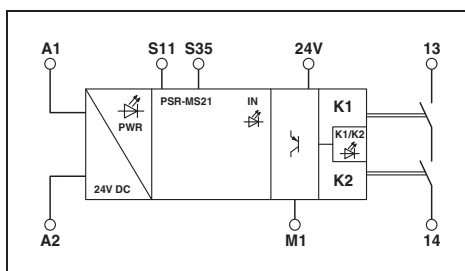 A1 S11 S35 24V 13
PSR-MS21 IN K1
PWR K1/K2
24V DC K2
A2 M1 14